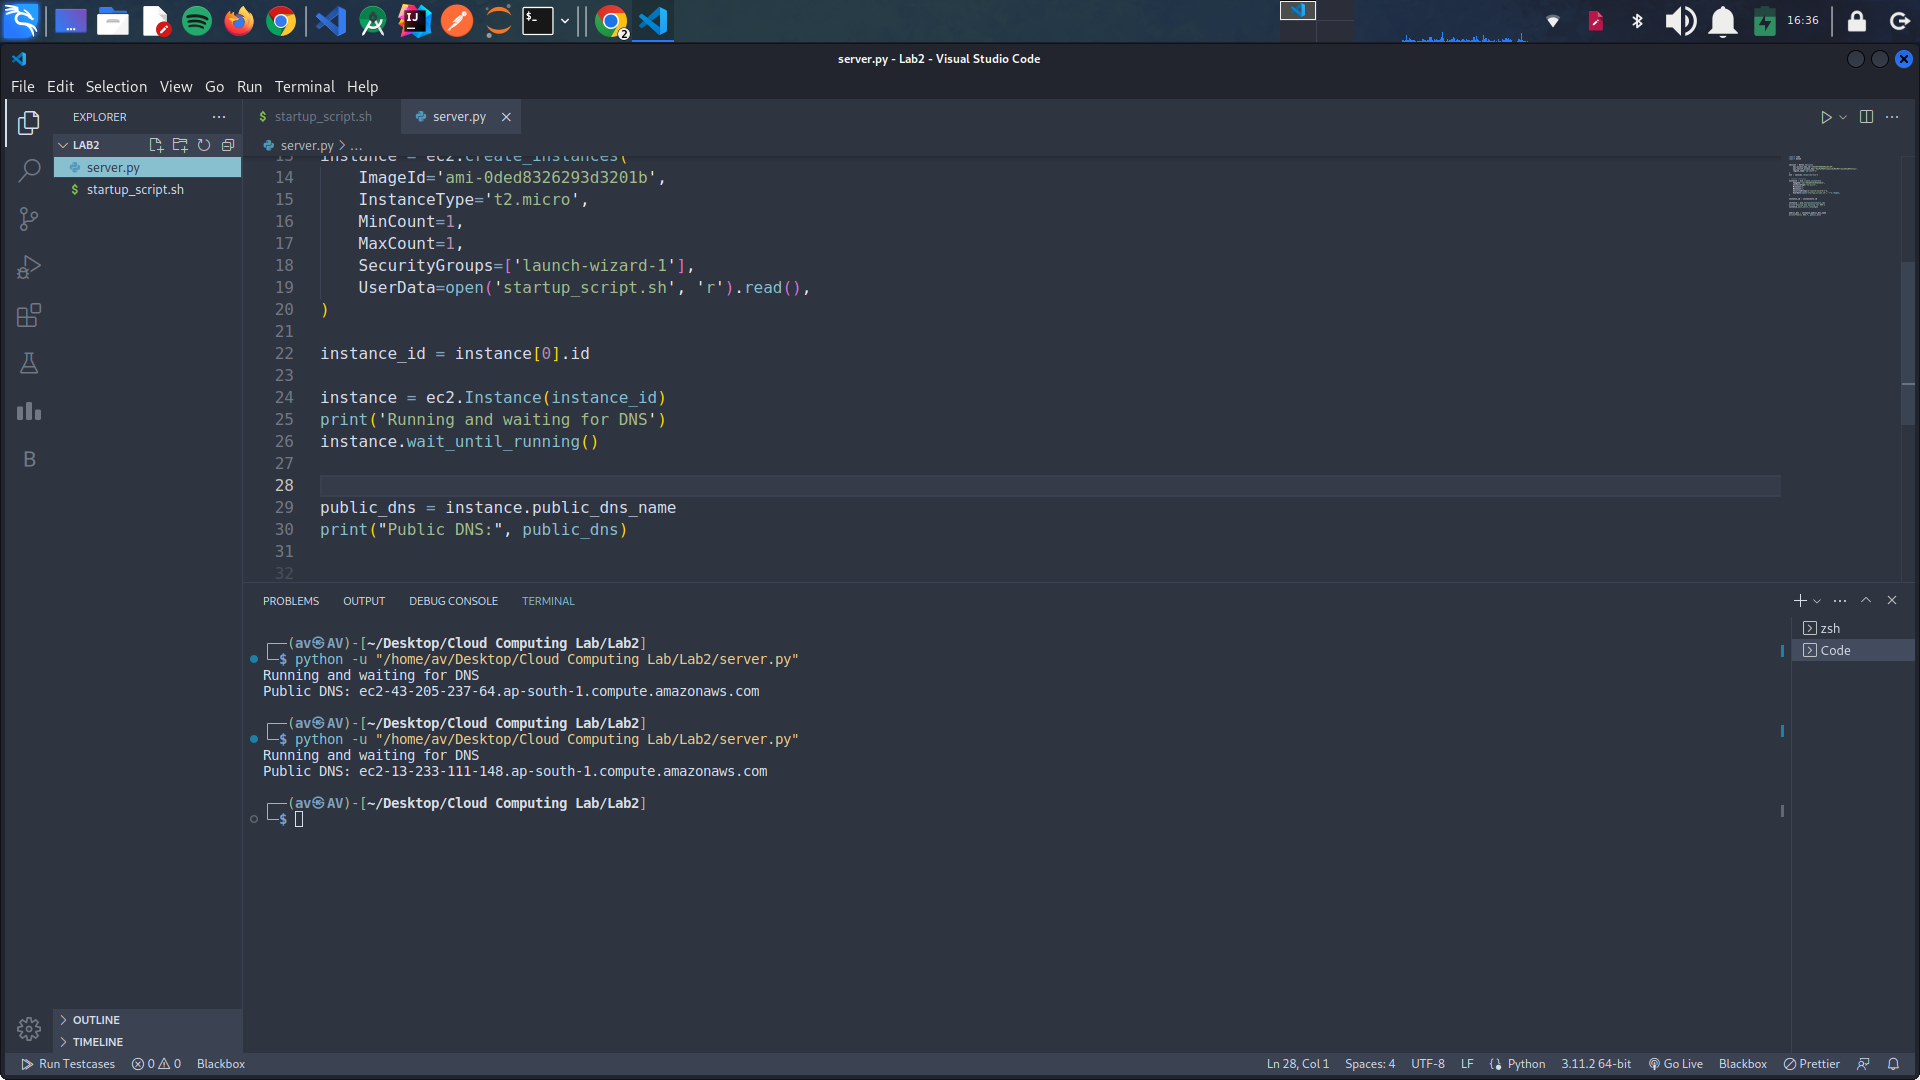 16:36
server.py - Lab2 - Visual Studio Code
File Edit Selection View Go Run Terminal Help
EXPLORER
startup_script.sh
server.py
LAB2
server.py
startup_script.sh
server.py > ...
13 instance = ec2.create_instances(
14 ImageId='ami-0ded8326293d3201b',
15 InstanceType='t2.micro',
16 MinCount=1,
17 MaxCount=1,
18 SecurityGroups=['launch-wizard-1'],
19 UserData=open('startup_script.sh', 'r').read(),
20 )
21
22 instance_id = instance[0].id
23
24 instance = ec2.Instance(instance_id)
25 print('Running and waiting for DNS')
26 instance.wait_until_running()
27
28
29 public_dns = instance.public_dns_name
30 print("Public DNS:", public_dns)
31
32
PROBLEMS OUTPUT DEBUG CONSOLE TERMINAL
zsh
Code
┌──(av㉿AV)-[~/Desktop/Cloud Computing Lab/Lab2]
└─$ python -u "/home/av/Desktop/Cloud Computing Lab/Lab2/server.py"
Running and waiting for DNS
Public DNS: ec2-43-205-237-64.ap-south-1.compute.amazonaws.com
┌──(av㉿AV)-[~/Desktop/Cloud Computing Lab/Lab2]
└─$ python -u "/home/av/Desktop/Cloud Computing Lab/Lab2/server.py"
Running and waiting for DNS
Public DNS: ec2-13-233-111-148.ap-south-1.compute.amazonaws.com
┌──(av㉿AV)-[~/Desktop/Cloud Computing Lab/Lab2]
└─$
OUTLINE
TIMELINE
Run Testcases 0 0 Blackbox Ln 28, Col 1 Spaces: 4 UTF-8 LF Python 3.11.2 64-bit Go Live Blackbox Prettier